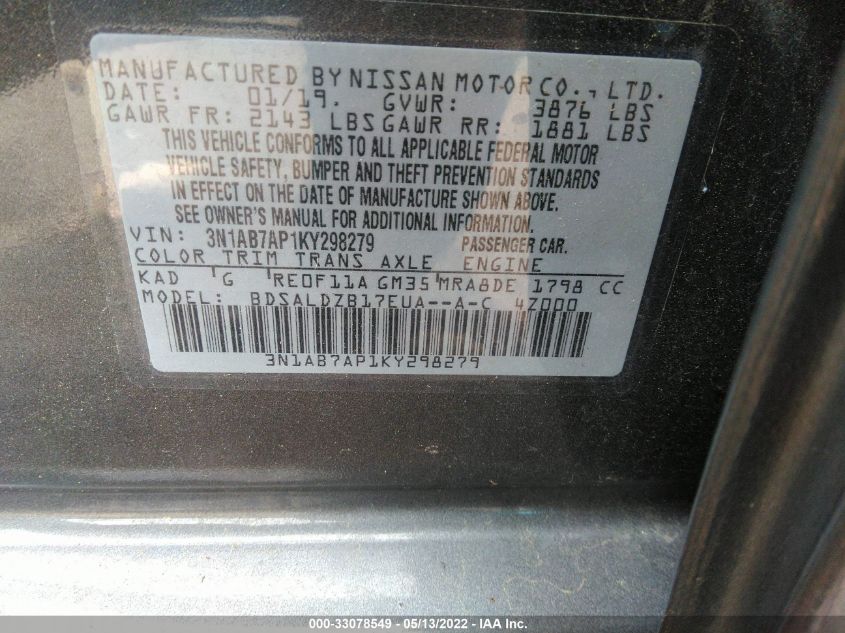 MANUFACTURED BY NISSAN MOTOR CO., LTD.
DATE: 01/19. GVWR: 3876 LBS
GAWR FR: 2143 LBS GAWR RR: 1881 LBS
THIS VEHICLE CONFORMS TO ALL APPLICABLE FEDERAL MOTOR
VEHICLE SAFETY, BUMPER AND THEFT PREVENTION STANDARDS
IN EFFECT ON THE DATE OF MANUFACTURE SHOWN ABOVE.
SEE OWNER'S MANUAL FOR ADDITIONAL INFORMATION.
VIN: 3N1AB7AP1KY298279 PASSENGER CAR.
COLOR TRIM TRANS AXLE ENGINE
KAD G RE0F11A GM35 MRA8DE 1798 CC
MODEL: BDSALDZB17EUA--A-C 4Z000
3N1AB7AP1KY298279
000-33078549 - 05/13/2022 - IAA Inc.